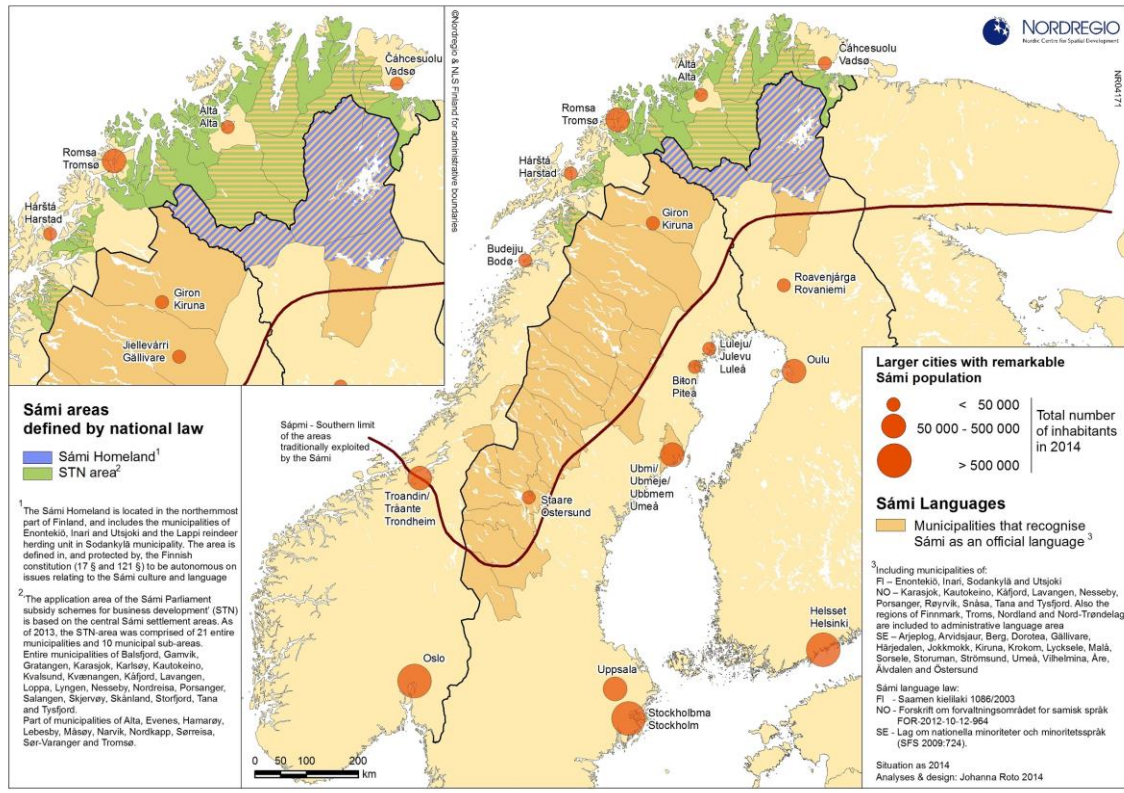 Čáhcesuolu
Vadsø
Áltá
Alta
Romsa
Tromsø
Hárštá
Harstad
Giron
Kiruna
Jiellevárri
Gällivare
©Nordregio & NLS Finland for administrative boundaries
NORDREGIO
Nordic Centre for Spatial Development
NR04171
Čáhcesuolu
Vadsø
Áltá
Alta
Romsa
Tromsø
Hárštá
Harstad
Giron
Kiruna
Budejju
Bodø
Roavenjárga
Rovaniemi
Luleju/
Julevu
Luleå
Biŧon
Piteå
Oulu
Sápmi - Southern limit
of the areas
traditionally exploited
by the Sámi
Troandin/
Tråante
Trondheim
Staare
Östersund
Ubmi/
Ubmeje/
Ubbmem
Umeå
Oslo
Uppsala
Stockholbma
Stockholm
Helsset
Helsinki
0 50 100 200
km
Sámi areas
defined by national law
Sámi Homeland1
STN area2
1 The Sámi Homeland is located in the northernmost
part of Finland, and includes the municipalities of
Enontekiö, Inari and Utsjoki and the Lappi reindeer
herding unit in Sodankylä municipality. The area is
defined in, and protected by, the Finnish
constitution (17 § and 121 §) to be autonomous on
issues relating to the Sámi culture and language
2 'The application area of the Sámi Parliament
subsidy schemes for business development' (STN)
is based on the central Sámi settlement areas. As
of 2013, the STN-area was comprised of 21 entire
municipalities and 10 municipal sub-areas.
Entire municipalities of Balsfjord, Gamvik,
Gratangen, Karasjok, Karlsøy, Kautokeino,
Kvalsund, Kvænangen, Kåfjord, Lavangen,
Loppa, Lyngen, Nesseby, Nordreisa, Porsanger,
Salangen, Skjervøy, Skånland, Storfjord, Tana
and Tysfjord.
Part of municipalities of Alta, Evenes, Hamarøy,
Lebesby, Måsøy, Narvik, Nordkapp, Sørreisa,
Sør-Varanger and Tromsø.
Larger cities with remarkable
Sámi population
< 50 000
50 000 - 500 000
> 500 000
Total number
of inhabitants
in 2014
Sámi Languages
Municipalities that recognise
Sámi as an official language 3
3 Including municipalities of:
FI – Enontekiö, Inari, Sodankylä and Utsjoki
NO – Karasjok, Kautokeino, Kåfjord, Lavangen, Nesseby,
Porsanger, Røyrvik, Snåsa, Tana and Tysfjord. Also the
regions of Finnmark, Troms, Nordland and Nord-Trøndelag
are included to administrative language area
SE – Arjeplog, Arvidsjaur, Berg, Dorotea, Gällivare,
Härjedalen, Jokkmokk, Kiruna, Krokom, Lycksele, Malå,
Sorsele, Storuman, Strömsund, Umeå, Vilhelmina, Åre,
Älvdalen and Östersund
Sámi language law:
FI - Saamen kielilaki 1086/2003
NO - Forskrift om forvaltningsområdet for samisk språk
FOR-2012-10-12-964
SE - Lag om nationella minoriteter och minoritetsspråk
(SFS 2009:724).
Situation as 2014
Analyses & design: Johanna Roto 2014